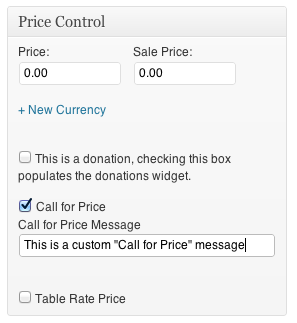 Price Control
Price: Sale Price:
0.00 0.00
+ New Currency
This is a donation, checking this box
populates the donations widget.
Call for Price
Call for Price Message
This is a custom "Call for Price" message
Table Rate Price